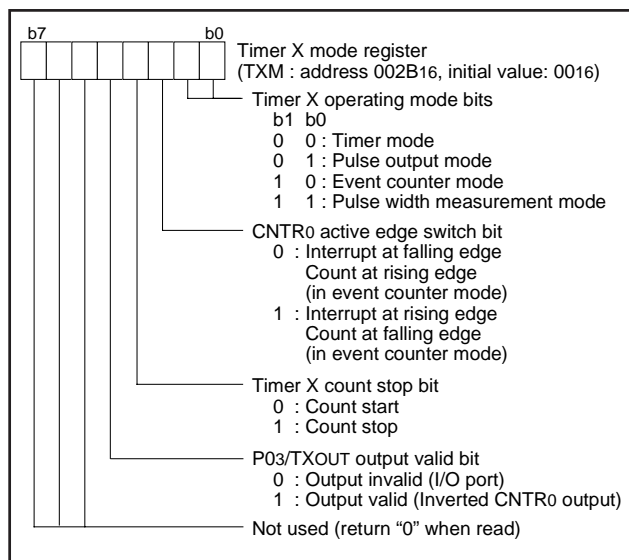 b7 b0
Timer X mode register
(TXM : address 002B16, initial value: 0016)
Timer X operating mode bits
b1 b0
0 0 : Timer mode
0 1 : Pulse output mode
1 0 : Event counter mode
1 1 : Pulse width measurement mode
CNTR0 active edge switch bit
0 : Interrupt at falling edge
Count at rising edge
(in event counter mode)
1 : Interrupt at rising edge
Count at falling edge
(in event counter mode)
Timer X count stop bit
0 : Count start
1 : Count stop
P03/TXOUT output valid bit
0 : Output invalid (I/O port)
1 : Output valid (Inverted CNTR0 output)
Not used (return “0” when read)